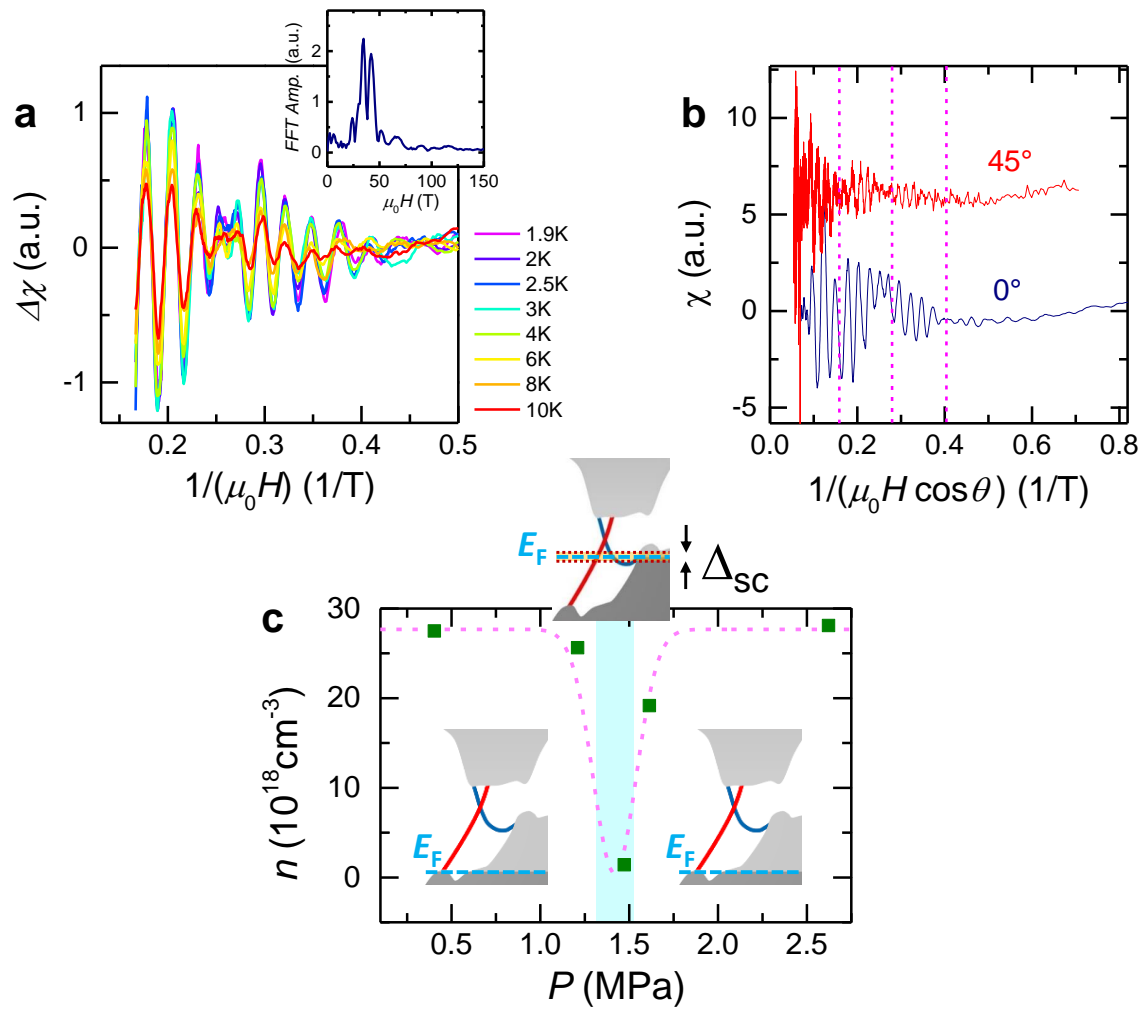 a
Δχ (a.u.)
1
0
-1
0.2
0.3
0.4
0.5
1/(μ0H) (1/T)
FFT Amp. (a.u.)
2
1
0
0
50
100
150
μ0H (T)
1.9K
2K
2.5K
3K
4K
6K
8K
10K
b
χ (a.u.)
10
5
0
-5
45°
0°
0.0
0.2
0.4
0.6
0.8
1/(μ0H cosθ) (1/T)
EF
ΔSC
c
n (10^18cm^-3)
30
20
10
0
EF
EF
0.5
1.0
1.5
2.0
2.5
P (MPa)